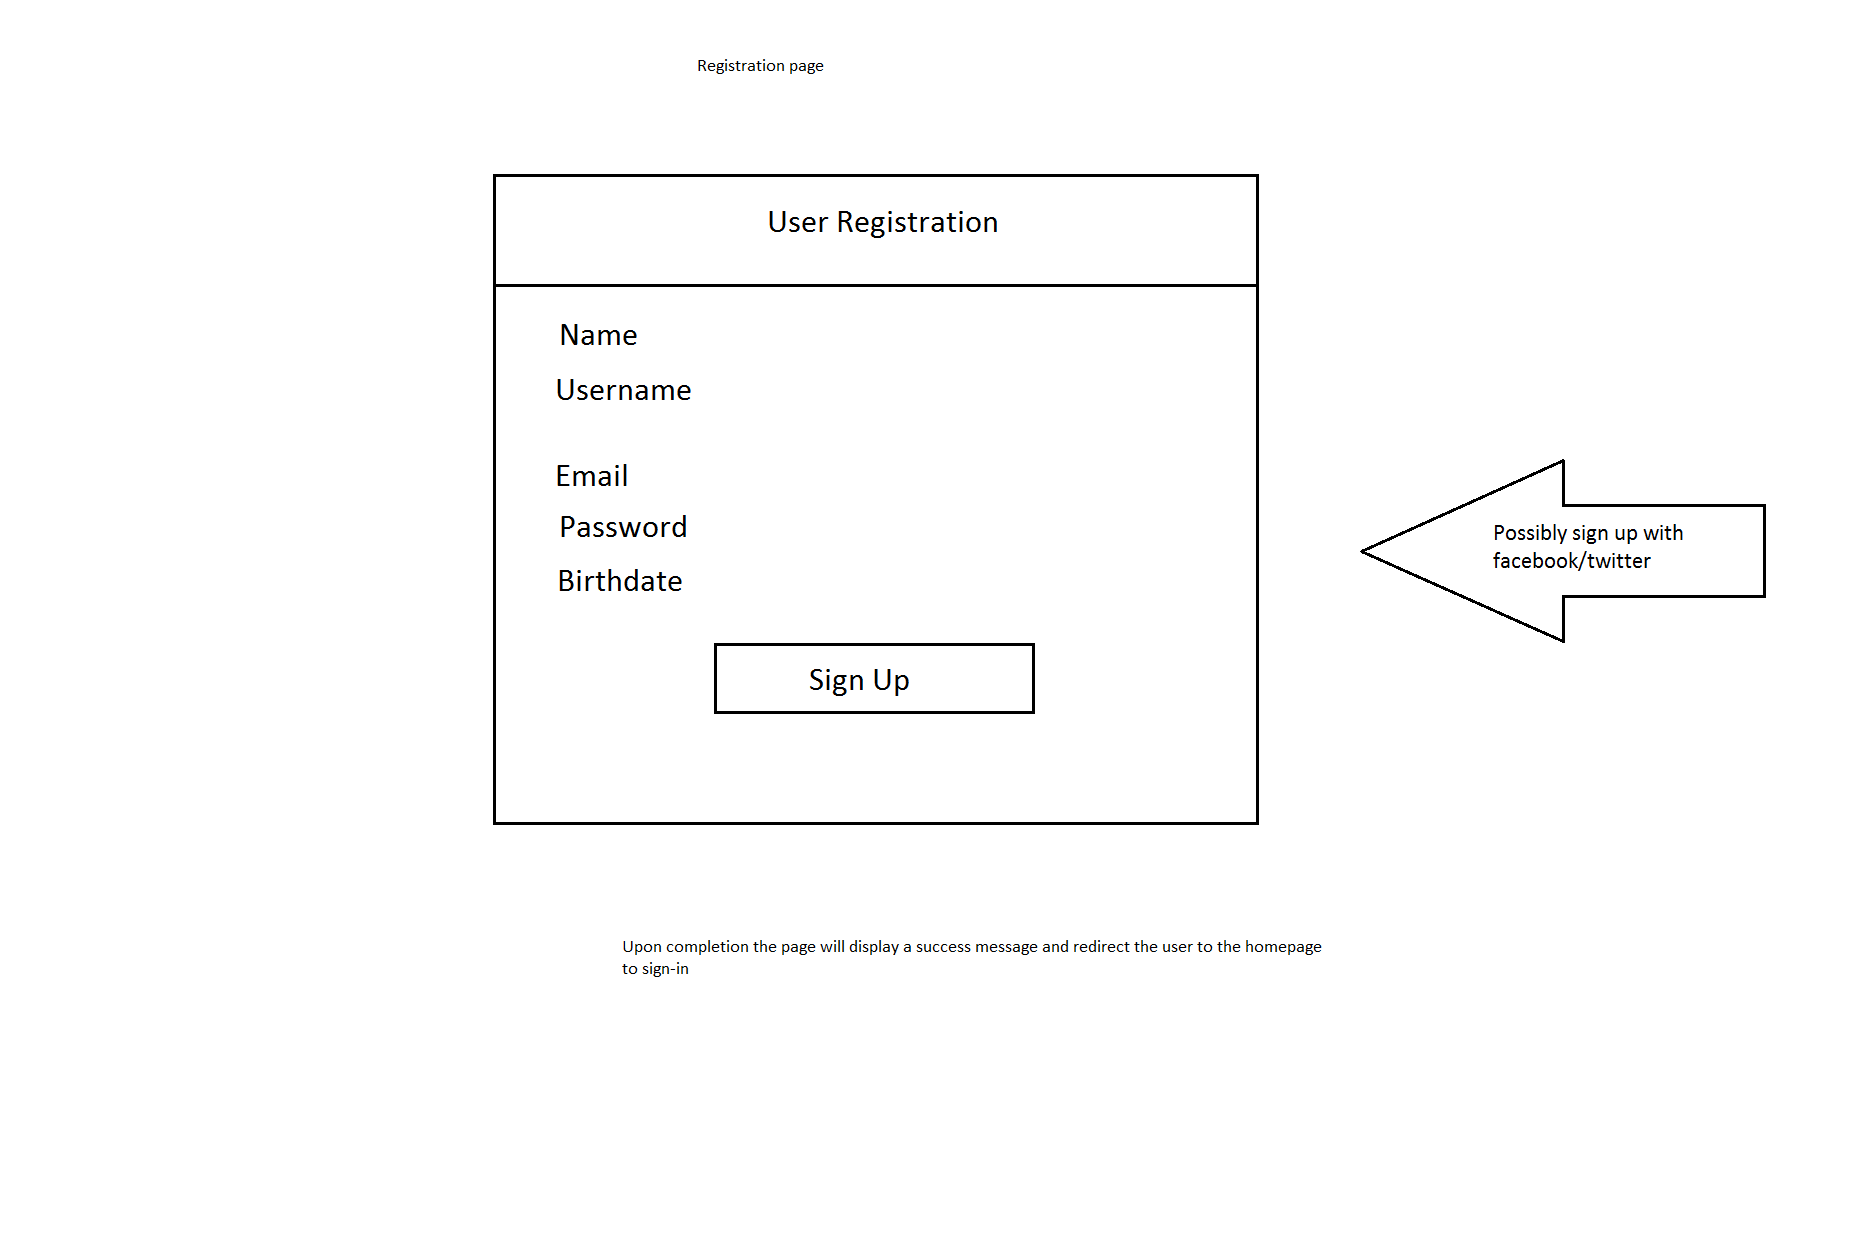 Registration page
User Registration
Name
Username
Email
Password
Birthdate
Sign Up
Possibly sign up with
facebook/twitter
Upon completion the page will display a success message and redirect the user to the homepage
to sign-in